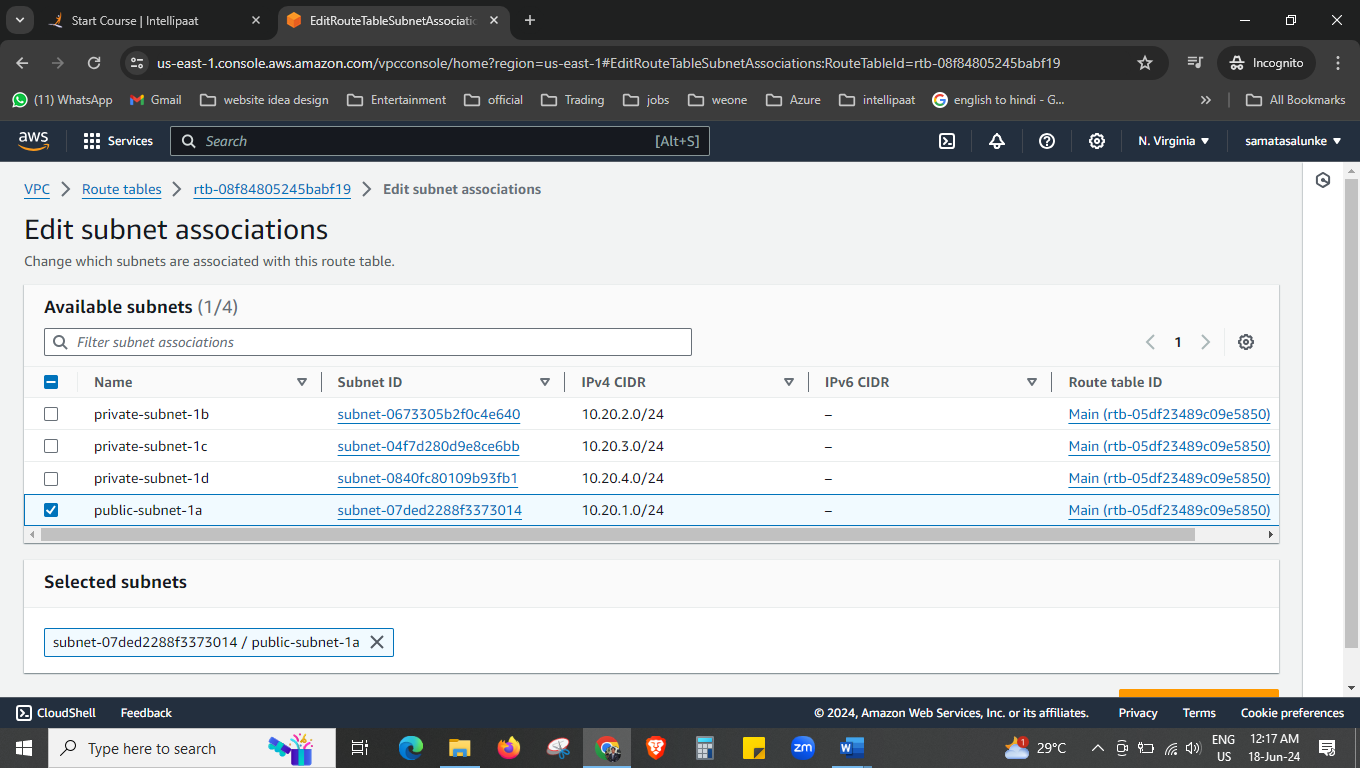 Start Course | Intellipaat
EditRouteTableSubnetAssociatio
us-east-1.console.aws.amazon.com/vpcconsole/home?region=us-east-1#EditRouteTableSubnetAssociations:RouteTableId=rtb-08f84805245babf19
Incognito
(11) WhatsApp
Gmail
website idea design
Entertainment
official
Trading
jobs
weone
Azure
intellipaat
english to hindi - G...
All Bookmarks
aws
Services
Search
[Alt+S]
N. Virginia
samatasalunke
VPC
Route tables
rtb-08f84805245babf19
Edit subnet associations
Edit subnet associations
Change which subnets are associated with this route table.
Available subnets (1/4)
Filter subnet associations
1
Name Subnet ID IPv4 CIDR IPv6 CIDR Route table ID
private-subnet-1b subnet-0673305b2f0c4e640 10.20.2.0/24 – Main (rtb-05df23489c09e5850)
private-subnet-1c subnet-04f7d280d9e8ce6bb 10.20.3.0/24 – Main (rtb-05df23489c09e5850)
private-subnet-1d subnet-0840fc80109b93fb1 10.20.4.0/24 – Main (rtb-05df23489c09e5850)
public-subnet-1a subnet-07ded2288f3373014 10.20.1.0/24 – Main (rtb-05df23489c09e5850)
Selected subnets
subnet-07ded2288f3373014 / public-subnet-1a
CloudShell
Feedback
© 2024, Amazon Web Services, Inc. or its affiliates.
Privacy
Terms
Cookie preferences
Type here to search
zm
W
1
29°C
ENG
US
12:17 AM
18-Jun-24